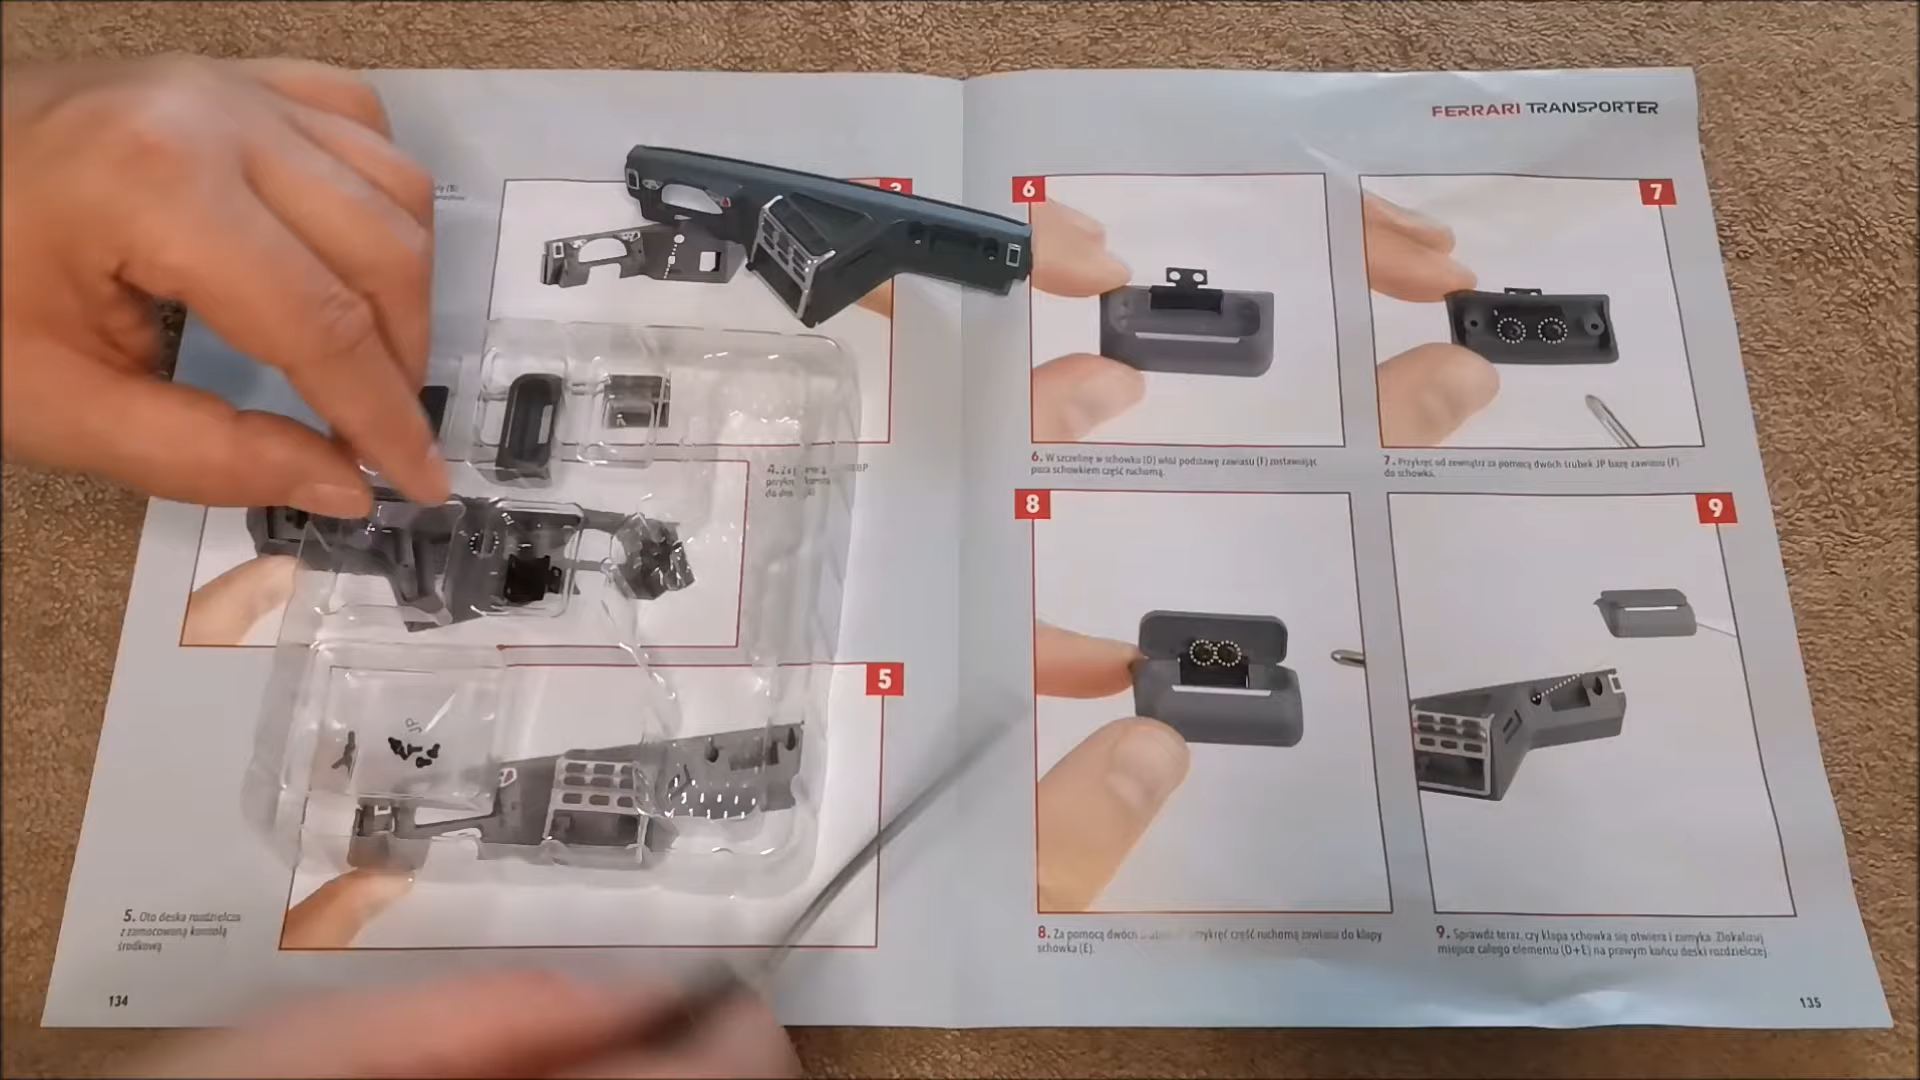 FERRARI TRANSPORTER
6
7
6. W szczelinę w schowku (D) włóż podstawę zawiasu (F) zostawiając
poza schowkiem część ruchomą.
7. Przykręć od zewnątrz za pomocą dwóch śrubek JP bazę zawiasu (F)
do schowka.
4.
JP
5
5. Oto deska rozdzielcza
z zamocowaną konsolą
środkową
8
9
8. Za pomocą dwóch przykręć część ruchomą zawiasu do klapy
schowka (E).
9. Sprawdź teraz, czy klapa schowka się otwiera i zamyka. Zlokalizuj
miejsce całego elementu (D+E) na prawym końcu deski rozdzielczej
134
135